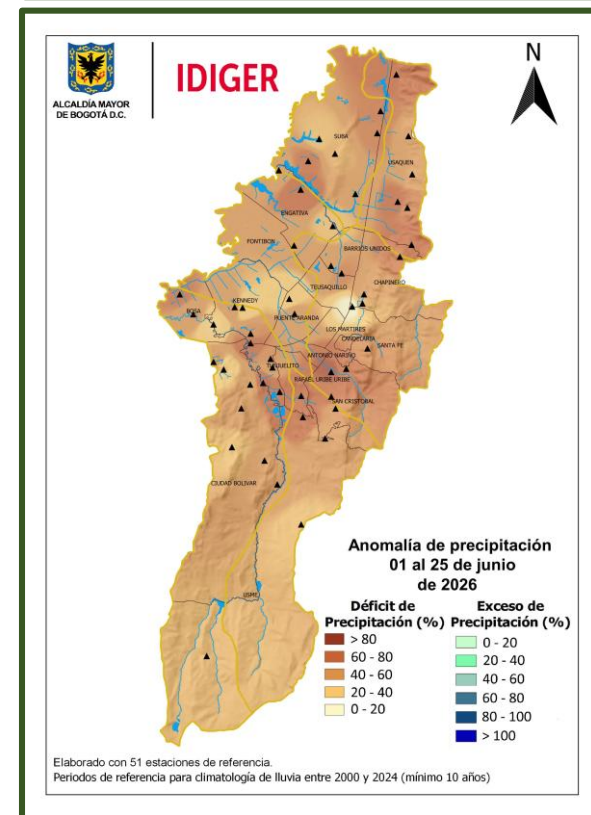 ALCALDÍA MAYOR
DE BOGOTÁ D.C.
IDIGER
N
SUBA
USAQUEN
ENGATIVA
FONTIBON
BARRIOS UNIDOS
TEUSAQUILLO
CHAPINERO
KENNEDY
BOSA
PUENTE ARANDA
LOS MARTIRES
CANDELARIA
SANTA FE
ANTONIO NARIÑO
TUNJUELITO
RAFAEL URIBE URIBE
SAN CRISTOBAL
CIUDAD BOLIVAR
USME
Anomalía de precipitación
01 al 25 de junio
de 2026
Déficit de
Precipitación (%)
> 80
60 - 80
40 - 60
20 - 40
0 - 20
Exceso de
Precipitación (%)
0 - 20
20 - 40
40 - 60
60 - 80
80 - 100
> 100
Elaborado con 51 estaciones de referencia.
Periodos de referencia para climatología de lluvia entre 2000 y 2024 (mínimo 10 años)